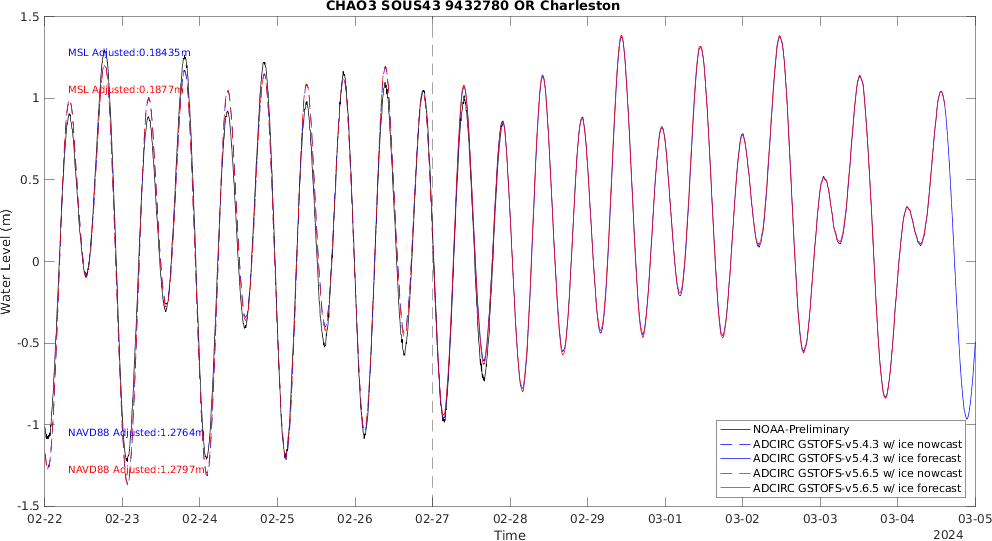 CHAO3 SOUS43 9432780 OR Charleston
1.5
1
0.5
0
-0.5
-1
-1.5
Water Level (m)
MSL Adjusted:0.18435m
MSL Adjusted:0.1877m
NAVD88 Adjusted:1.2764m
NAVD88 Adjusted:1.2797m
NOAA-Preliminary
ADCIRC GSTOFS-v5.4.3 w/ ice nowcast
ADCIRC GSTOFS-v5.4.3 w/ ice forecast
ADCIRC GSTOFS-v5.6.5 w/ ice nowcast
ADCIRC GSTOFS-v5.6.5 w/ ice forecast
02-22 02-23 02-24 02-25 02-26 02-27 02-28 02-29 03-01 03-02 03-03 03-04 03-05
Time
2024